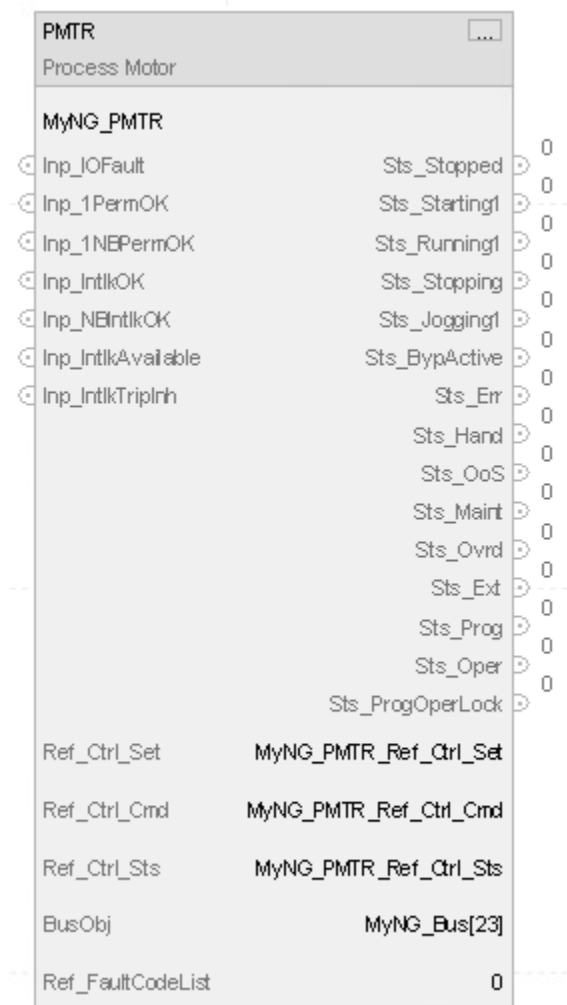 PMTR ...
Process Motor
MyNG_PMTR
0
Inp_IOFault Sts_Stopped
0
Inp_1PermOK Sts_Starting1
0
Inp_1NBPermOK Sts_Running1
0
Inp_IntlkOK Sts_Stopping
0
Inp_NBIntlkOK Sts_Jogging1
0
Inp_IntlkAvailable Sts_BypActive
0
Inp_IntlkTripInh Sts_Err
0
Sts_Hand
0
Sts_OoS
0
Sts_Maint
0
Sts_Ovrd
0
Sts_Ext
0
Sts_Prog
0
Sts_Oper
0
Sts_ProgOperLock
Ref_Ctrl_Set MyNG_PMTR_Ref_Ctrl_Set
Ref_Ctrl_Cmd MyNG_PMTR_Ref_Ctrl_Cmd
Ref_Ctrl_Sts MyNG_PMTR_Ref_Ctrl_Sts
BusObj MyNG_Bus[23]
Ref_FaultCodeList 0